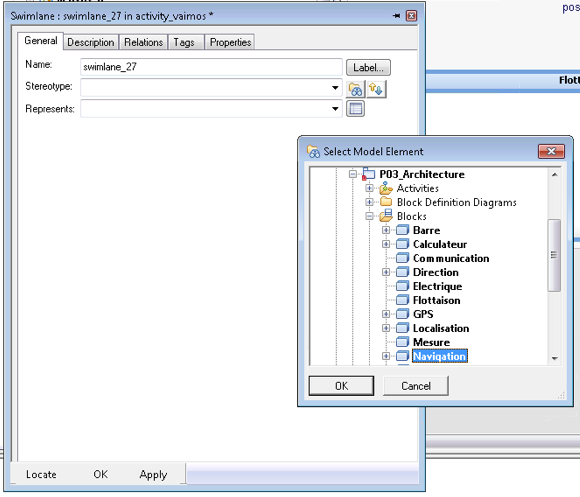 Swimlane : swimlane_27 in activity_vaimos *
General Description Relations Tags Properties
Name: swimlane_27 Label...
Stereotype:
Represents:
Locate OK Apply
pos
Flott
Select Model Element
P03_Architecture
Activities
Block Definition Diagrams
Blocks
Barre
Calculateur
Communication
Direction
Electrique
Flottaison
GPS
Localisation
Mesure
Navigation
OK Cancel